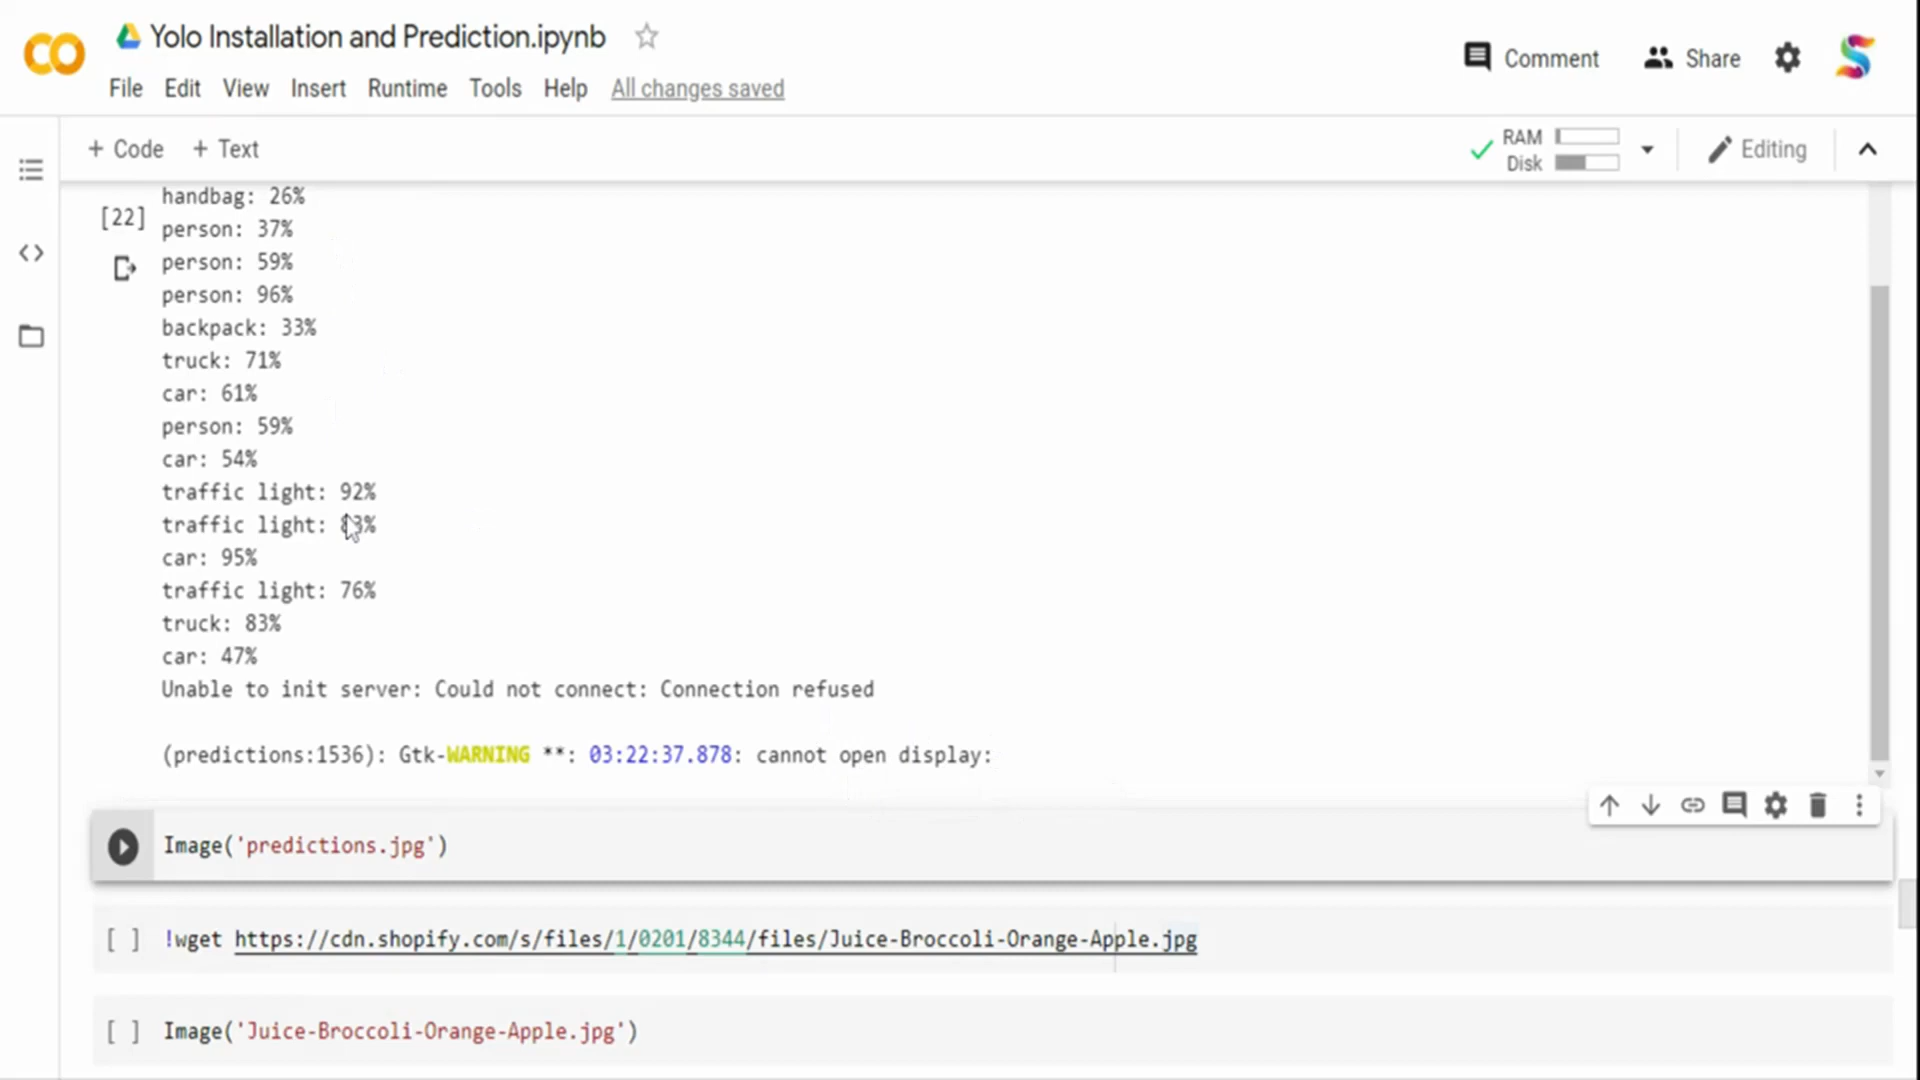 Yolo Installation and Prediction.ipynb
File Edit View Insert Runtime Tools Help All changes saved
Comment Share
+ Code + Text
RAM
Disk
Editing
[22]
handbag: 26%
person: 37%
person: 59%
person: 96%
backpack: 33%
truck: 71%
car: 61%
person: 59%
car: 54%
traffic light: 92%
traffic light: 83%
car: 95%
traffic light: 76%
truck: 83%
car: 47%
Unable to init server: Could not connect: Connection refused
(predictions:1536): Gtk-WARNING **: 03:22:37.878: cannot open display:
Image('predictions.jpg')
[ ] !wget https://cdn.shopify.com/s/files/1/0201/8344/files/Juice-Broccoli-Orange-Apple.jpg
[ ] Image('Juice-Broccoli-Orange-Apple.jpg')